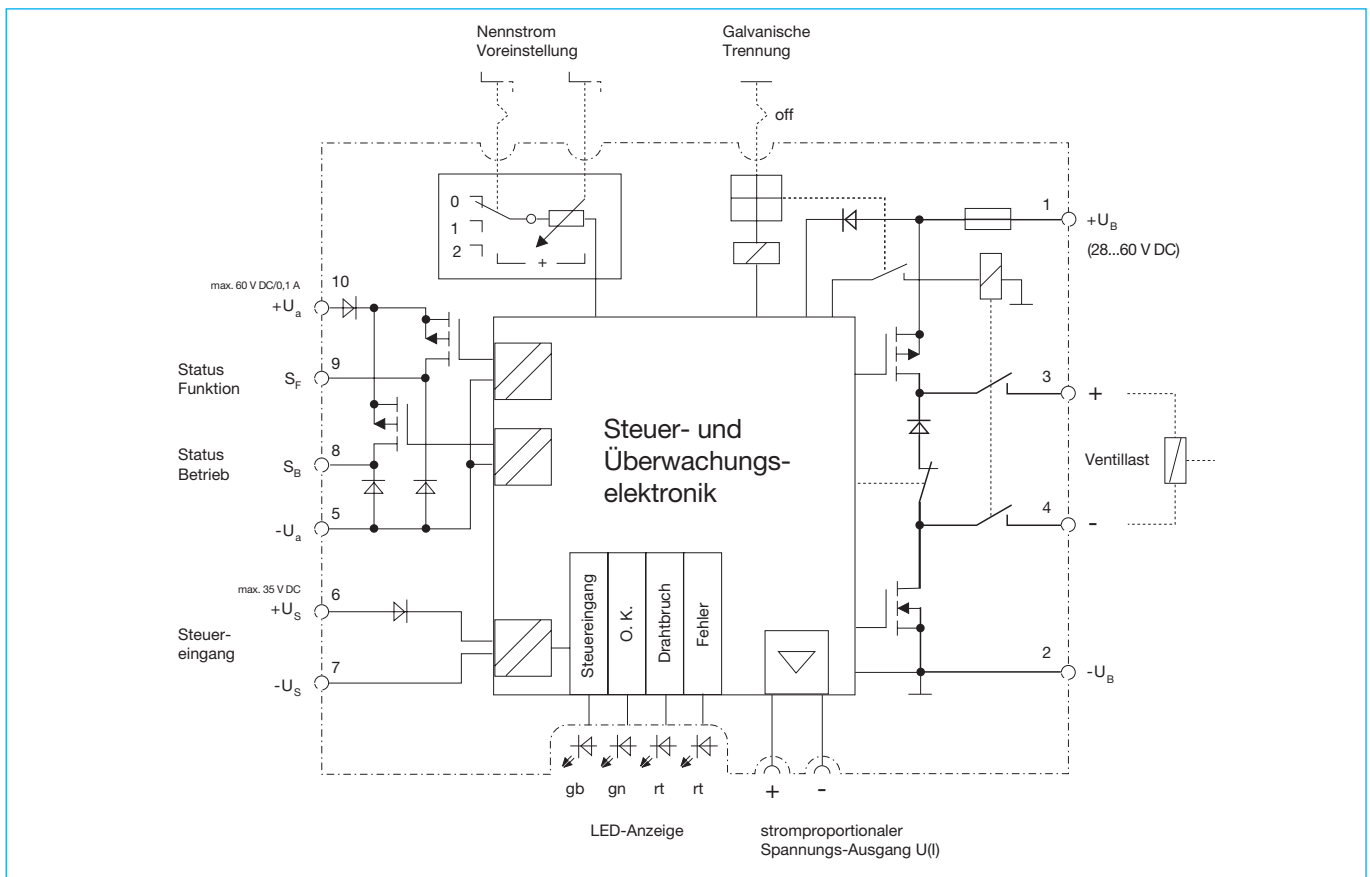 Nennstrom
Voreinstellung
Galvanische
Trennung
off
0
1
2
+
1
+U_B
(28...60 V DC)
max. 60 V DC/0,1 A
10
+U_a
Status
Funktion
9
S_F
Status
Betrieb
8
S_B
5
-U_a
max. 35 V DC
6
+U_S
Steuer-
eingang
7
-U_S
Steuer- und
Überwachungs-
elektronik
3
+
Ventillast
4
-
2
-U_B
Steuereingang
O. K.
Drahtbruch
Fehler
gb gn rt rt
+ -
LED-Anzeige
stromproportionaler
Spannungs-Ausgang U(I)